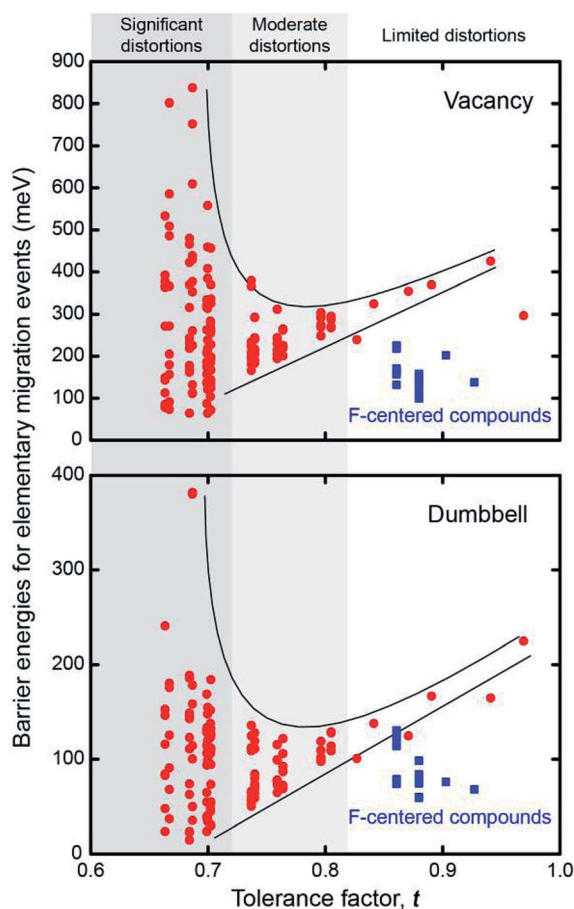 Significant distortions
Moderate distortions
Limited distortions
Barrier energies for elementary migration events (meV)
900
800
700
600
500
400
300
200
100
0
Vacancy
F-centered compounds
400
300
200
100
0
Dumbbell
F-centered compounds
0.6 0.7 0.8 0.9 1.0
Tolerance factor, t